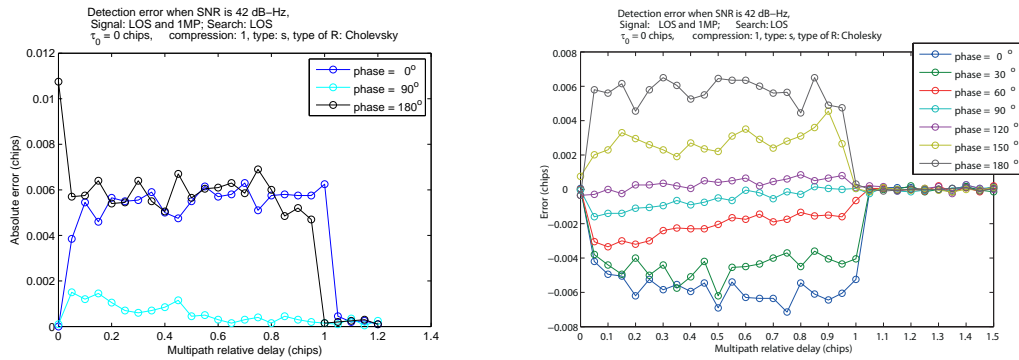 Detection error when SNR is 42 dB−Hz,
Signal: LOS and 1MP; Search: LOS
τ0 = 0 chips, compression: 1, type: s, type of R: Cholevsky
0.012
0.01
0.008
0.006
0.004
0.002
0
Absolute error (chips)
phase = 0o
phase = 90o
phase = 180o
0 0.2 0.4 0.6 0.8 1 1.2 1.4
Multipath relative delay (chips)
Detection error when SNR is 42 dB−Hz,
Signal: LOS and 1MP; Search: LOS
τ0 = 0 chips, compression: 1, type: s, type of R: Cholesky
0.008
0.006
0.004
0.002
0
−0.002
−0.004
−0.006
−0.008
Error (chips)
phase = 0 o
phase = 30 o
phase = 60 o
phase = 90 o
phase = 120 o
phase = 150 o
phase = 180 o
0 0.1 0.2 0.3 0.4 0.5 0.6 0.7 0.8 0.9 1.0 1.1 1.2 1.3 1.4 1.5
Multipath relative delay (chips)